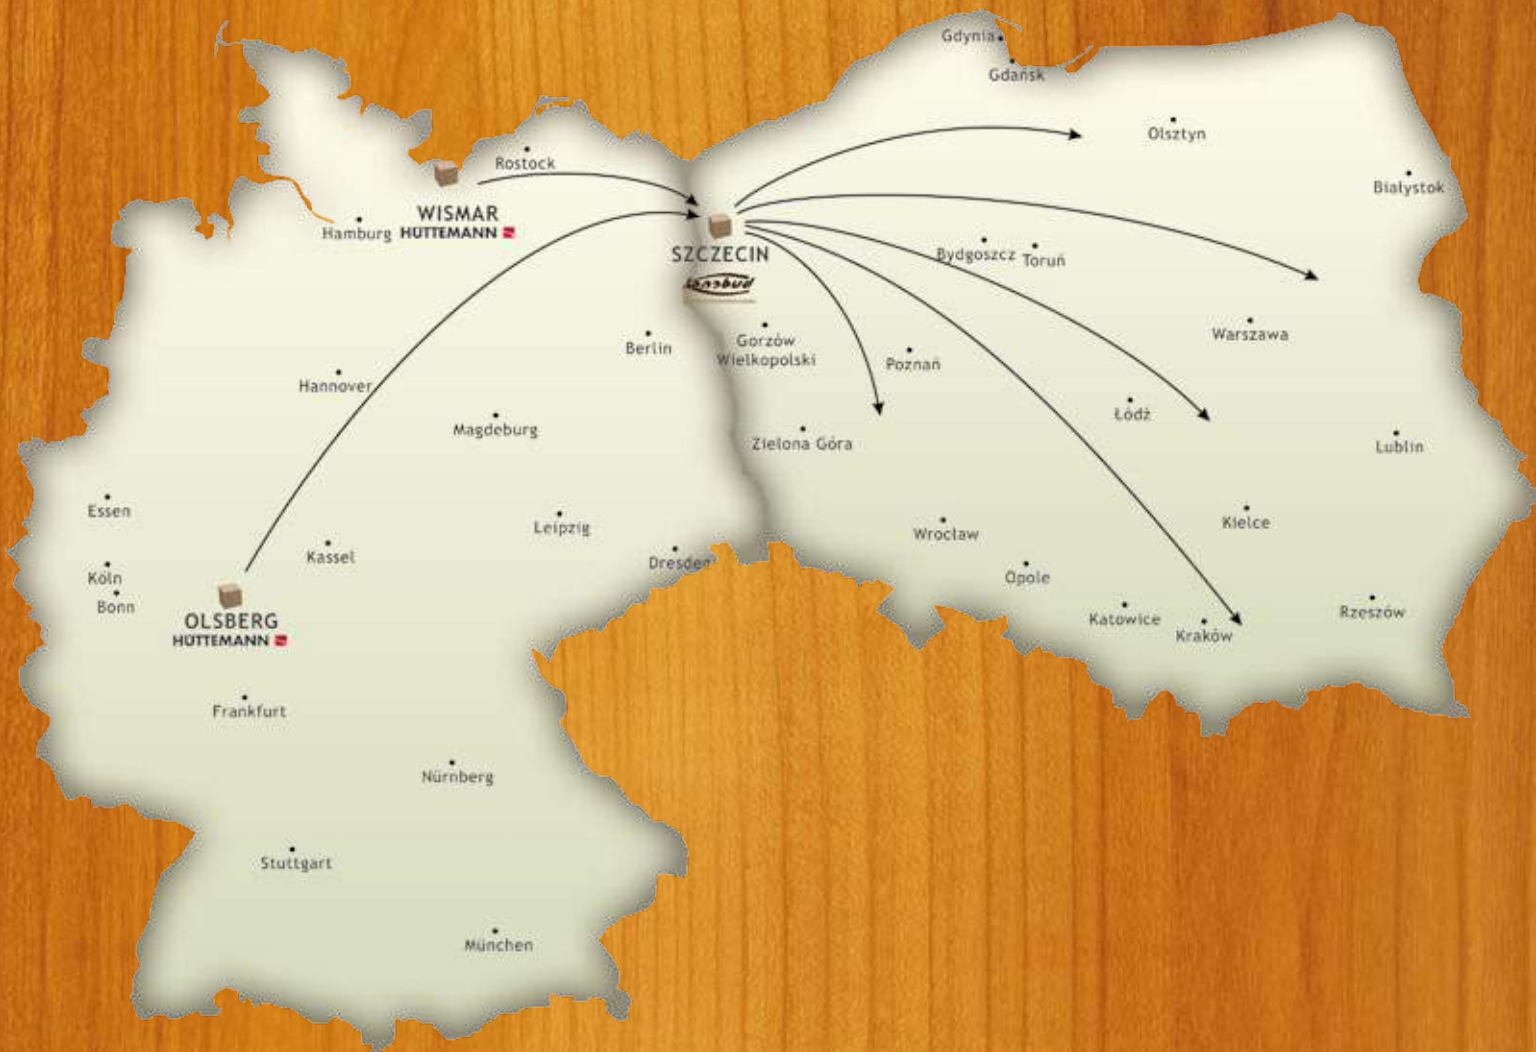 Gdynia
Gdańsk
Olsztyn
Rostock
Białystok
WISMAR
Hamburg
HÜTTEMANN
SZCZECIN
Bydgoszcz
Toruń
Berlin
Gorzów
Wielkopolski
Warszawa
Hannover
Poznań
Magdeburg
Łódź
Zielona Góra
Lublin
Essen
Leipzig
Wrocław
Kielce
Kassel
Dresden
Köln
Bonn
Opole
OLSBERG
HÜTTEMANN
Katowice
Kraków
Rzeszów
Frankfurt
Nürnberg
Stuttgart
München